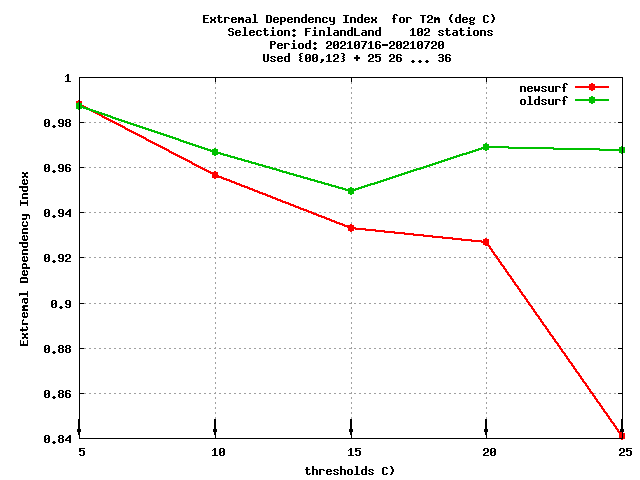 Extremal Dependency Index  for T2m (deg C)
Selection: FinlandLand    102 stations
Period: 20210716-20210720
Used {00,12} + 25 26 ... 36
newsurf
oldsurf
1
0.98
0.96
0.94
0.92
0.9
0.88
0.86
0.84
Extremal Dependency Index
5 10 15 20 25
thresholds C)